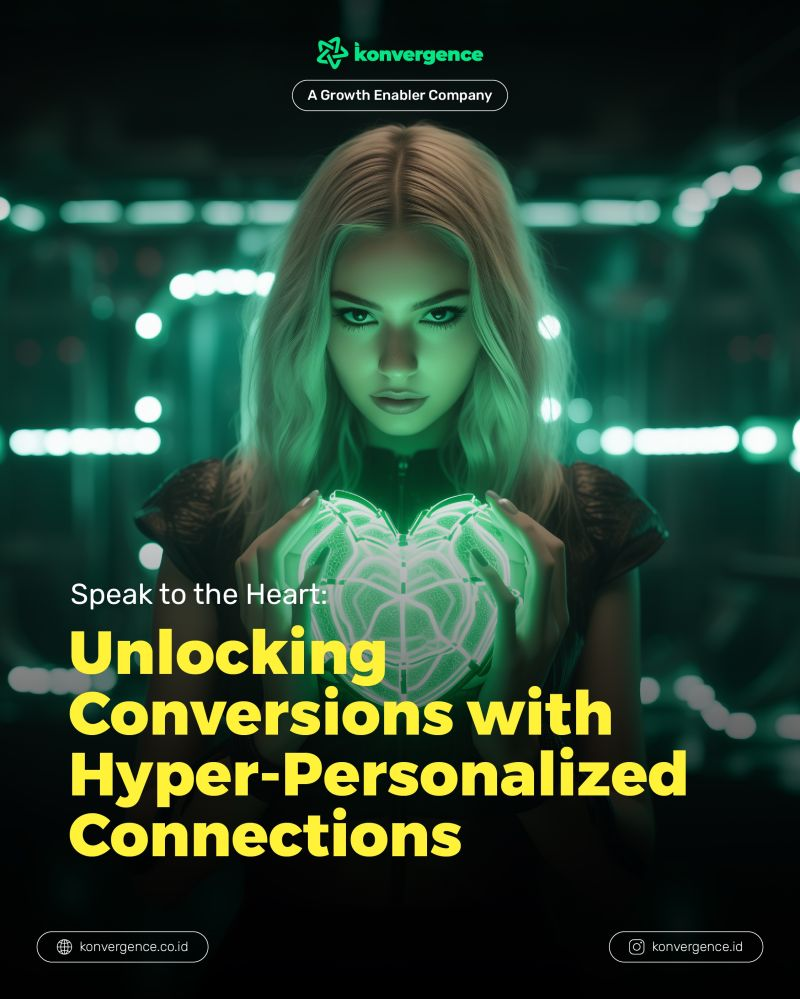 konvergence
A Growth Enabler Company
Speak to the Heart:
Unlocking
Conversions with
Hyper-Personalized
Connections
konvergence.co.id
konvergence.id